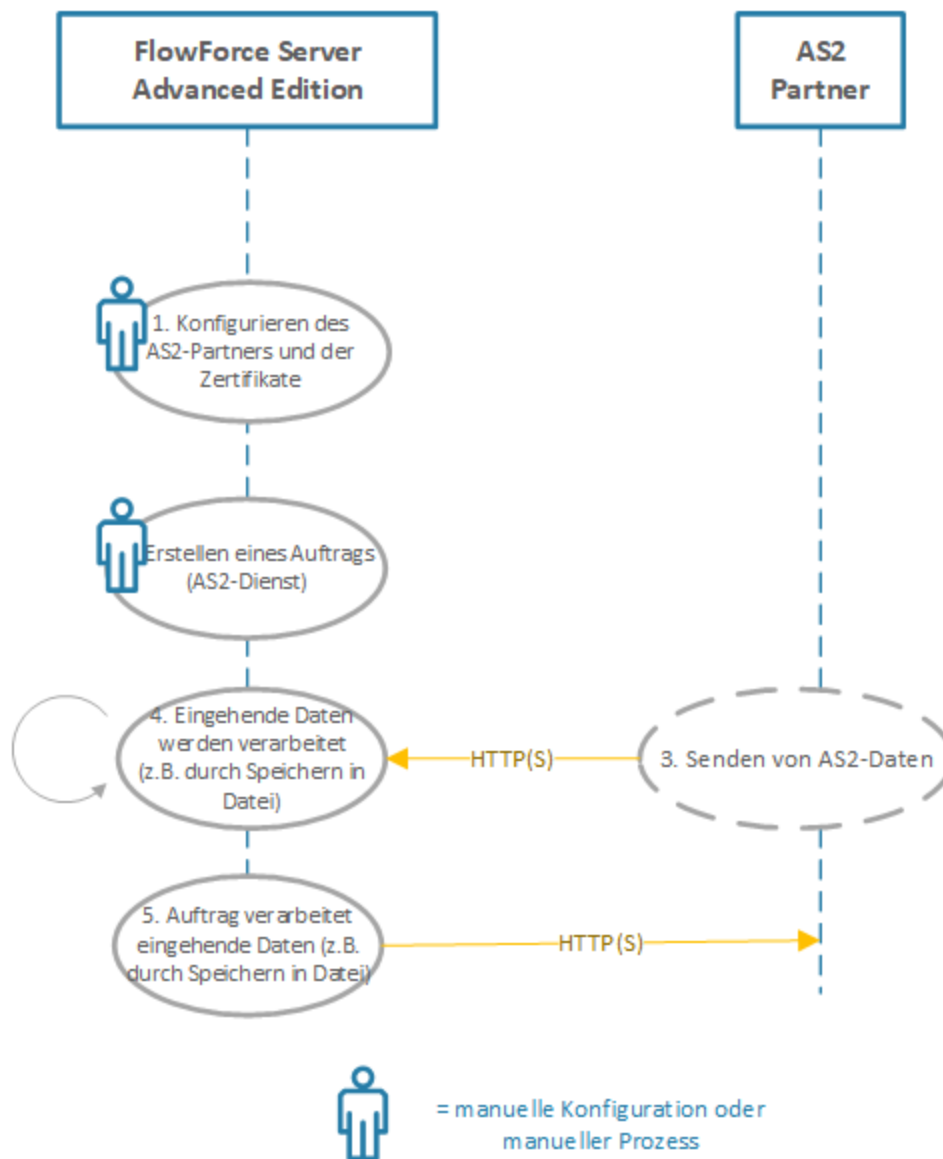 FlowForce Server
Advanced Edition
AS2
Partner
1. Konfigurieren des
AS2-Partners und der
Zertifikate
Erstellen eines Auftrags
(AS2-Dienst)
4. Eingehende Daten
werden verarbeitet
(z.B. durch Speichern in
Datei)
HTTP(S)
3. Senden von AS2-Daten
5. Auftrag verarbeitet
eingehende Daten (z.B.
durch Speichern in Datei)
HTTP(S)
= manuelle Konfiguration oder
manueller Prozess